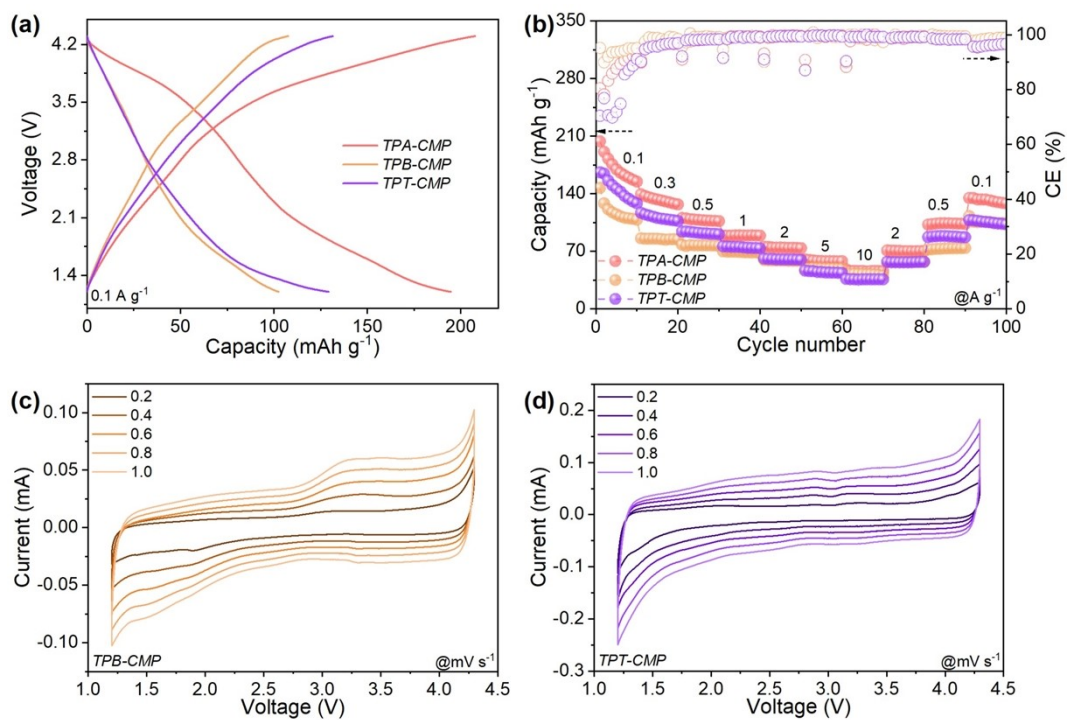 (a)
4.2
3.5
2.8
2.1
1.4
Voltage (V)
TPA-CMP
TPB-CMP
TPT-CMP
0.1 A g-1
0 50 100 150 200
Capacity (mAh g-1)
(b)
350
280
210
140
70
0
Capacity (mAh g-1)
0.1
0.3
0.5
1
2
5
10
2
0.5
0.1
TPA-CMP
TPB-CMP
TPT-CMP
@A g-1
100
90
80
70
60
50
40
30
20
10
0
CE (%)
0 20 40 60 80 100
Cycle number
(c)
0.10
0.05
0.00
-0.05
-0.10
Current (mA)
0.2
0.4
0.6
0.8
1.0
TPB-CMP
@mV s-1
1.0 1.5 2.0 2.5 3.0 3.5 4.0 4.5
Voltage (V)
(d)
0.2
0.1
0.0
-0.1
-0.2
-0.3
Current (mA)
0.2
0.4
0.6
0.8
1.0
TPT-CMP
@mV s-1
1.0 1.5 2.0 2.5 3.0 3.5 4.0 4.5
Voltage (V)